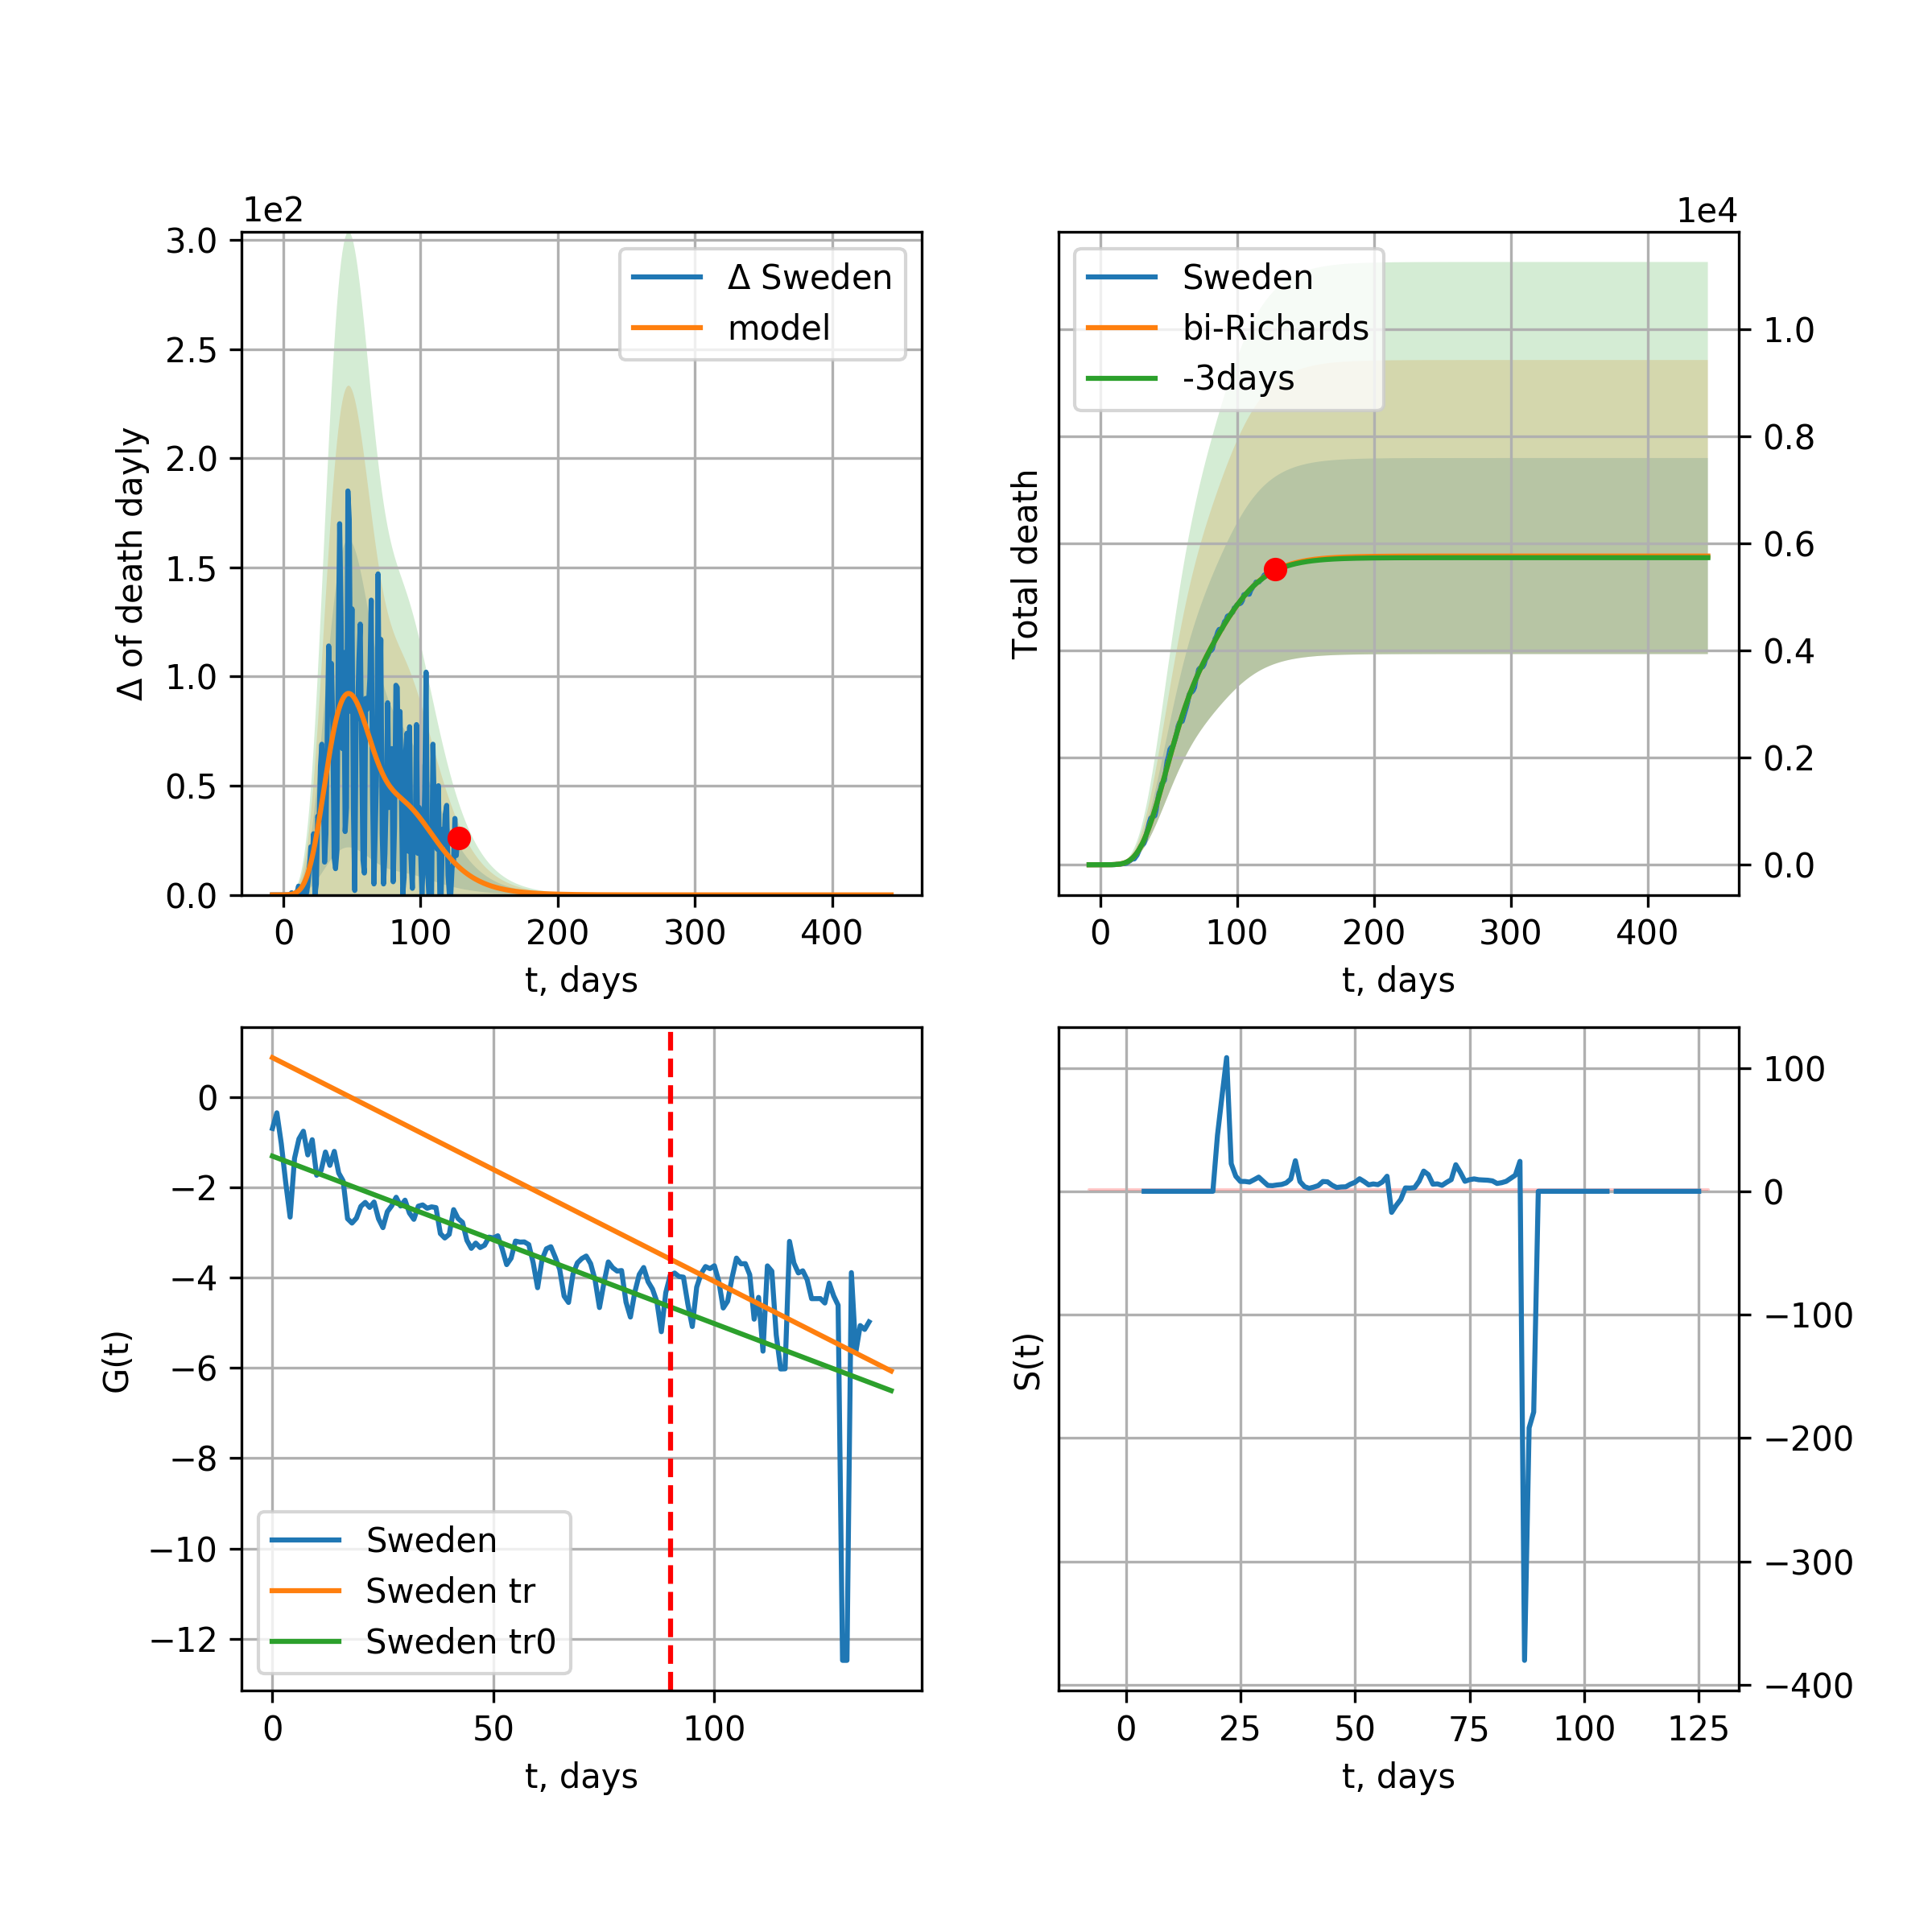 1e2
3.0
2.5
2.0
1.5
1.0
0.5
0.0
Δ of death dayly
Δ Sweden
model
0 100 200 300 400
t, days
1e4
Total death
Sweden
bi-Richards
-3days
1.0
0.8
0.6
0.4
0.2
0.0
0 100 200 300 400
t, days
0
−2
−4
−6
−8
−10
−12
G(t)
Sweden
Sweden tr
Sweden tr0
0 50 100
t, days
S(t)
100
0
−100
−200
−300
−400
0 25 50 75 100 125
t, days